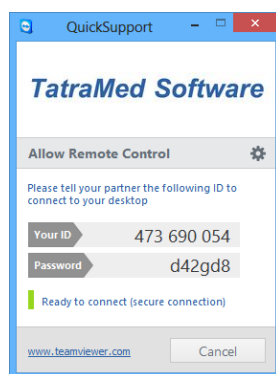 QuickSupport
TatraMed Software
Allow Remote Control
Please tell your partner the following ID to
connect to your desktop
Your ID 473 690 054
Password d42gd8
Ready to connect (secure connection)
www.teamviewer.com Cancel